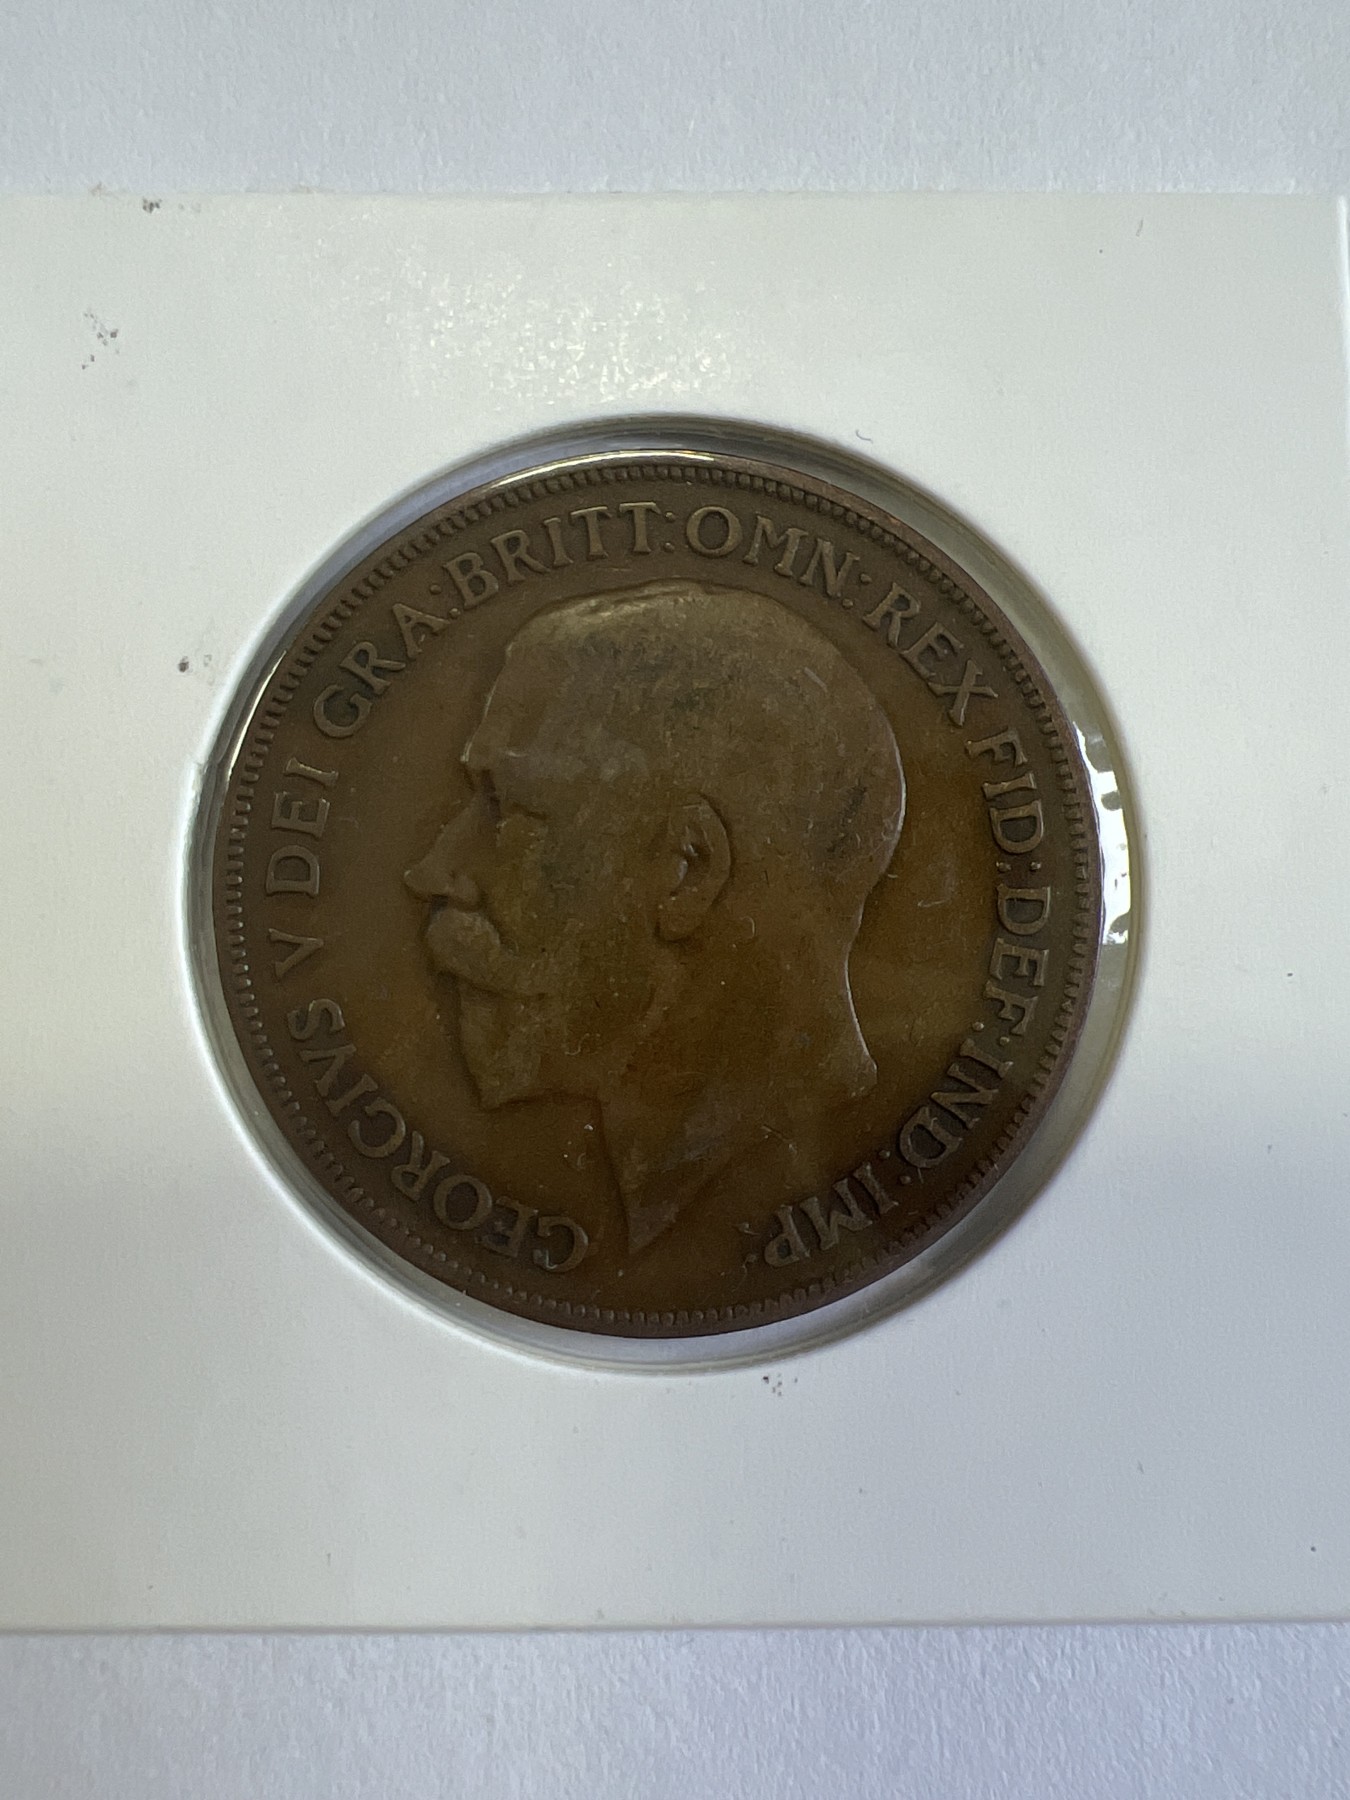 GEORGIVS V DEI GRA: BRITT: OMN: REX FID: DEF: IND: IMP: